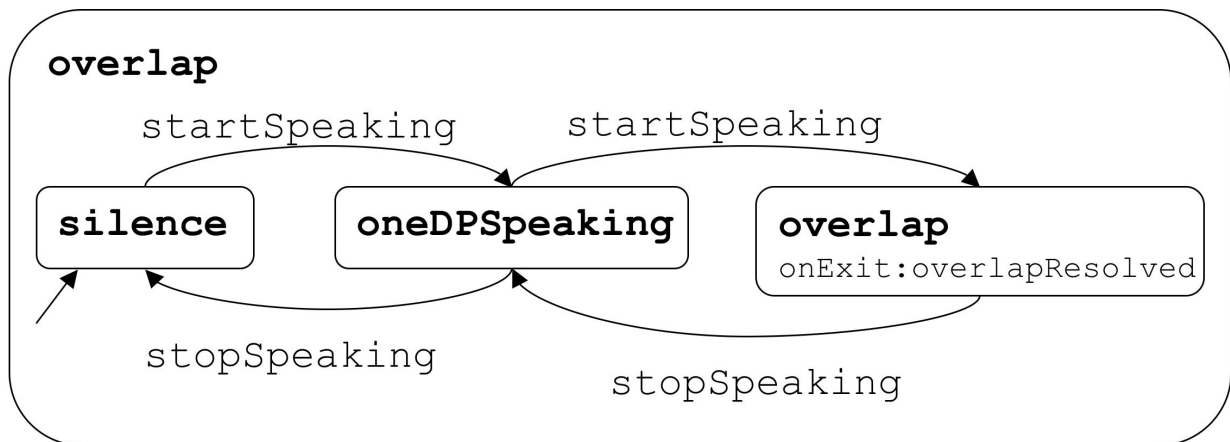 overlap
startSpeaking
startSpeaking
silence
oneDPSpeaking
overlap
onExit:overlapResolved
stopSpeaking
stopSpeaking